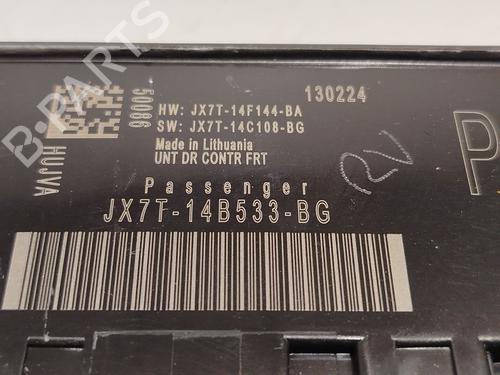 B-PARTS
50086
HUJVA
HW: JX7T-14F144-BA
SW: JX7T-14C108-BG
130224
Made in Lithuania
UNT DR CONTR FRT
P
Passenger
JX7T-14B533-BG